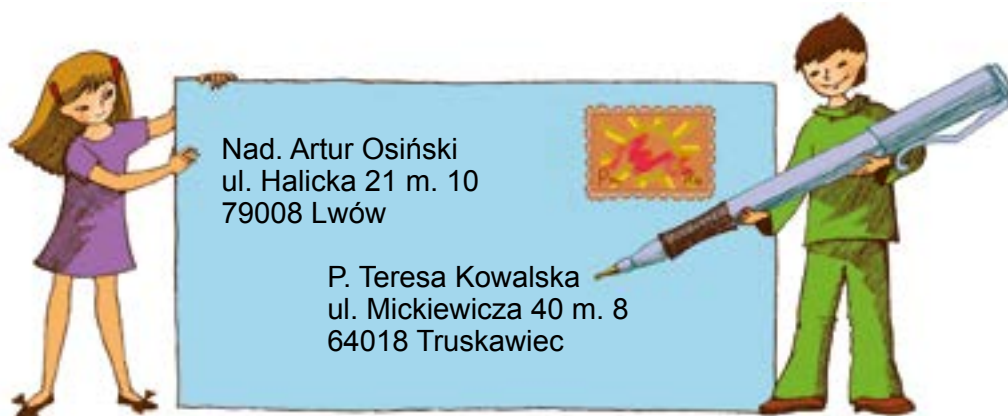 Nad. Artur Osiński
ul. Halicka 21 m. 10
79008 Lwów
P. Teresa Kowalska
ul. Mickiewicza 40 m. 8
64018 Truskawiec